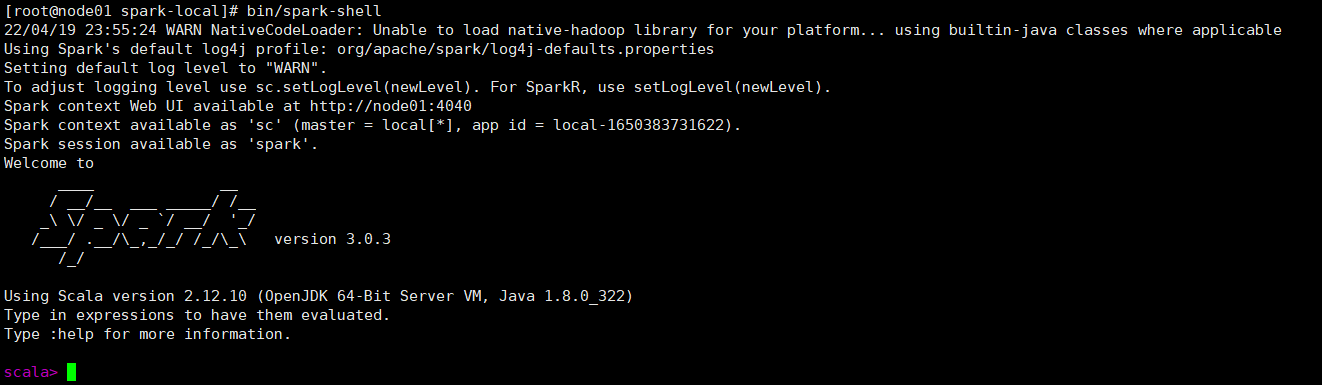 [root@node01 spark-local]# bin/spark-shell
22/04/19 23:55:24 WARN NativeCodeLoader: Unable to load native-hadoop library for your platform... using builtin-java classes where applicable
Using Spark's default log4j profile: org/apache/spark/log4j-defaults.properties
Setting default log level to "WARN".
To adjust logging level use sc.setLogLevel(newLevel). For SparkR, use setLogLevel(newLevel).
Spark context Web UI available at http://node01:4040
Spark context available as 'sc' (master = local[*], app id = local-1650383731622).
Spark session available as 'spark'.
Welcome to
      ____              __
     / __/__  ___ _____/ /__
    _\ \/ _ \/ _ `/ __/  '_/
   /___/ .__/\_,_/_/ /_/\_\   version 3.0.3
      /_/
Using Scala version 2.12.10 (OpenJDK 64-Bit Server VM, Java 1.8.0_322)
Type in expressions to have them evaluated.
Type :help for more information.
scala>